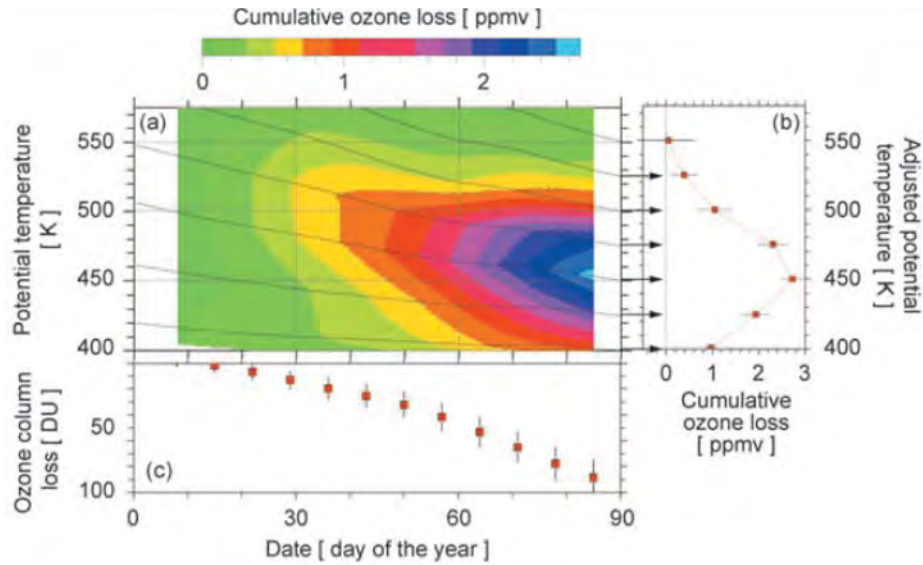 Cumulative ozone loss [ ppmv ]
0 1 2
(a)
Potential temperature
[ K ]
550
500
450
400
(b)
550
500
450
400
Adjusted potential
temperature [ K ]
0 1 2 3
Cumulative
ozone loss
[ ppmv ]
Ozone column
loss [ DU ]
50
100
(c)
0 30 60 90
Date [ day of the year ]